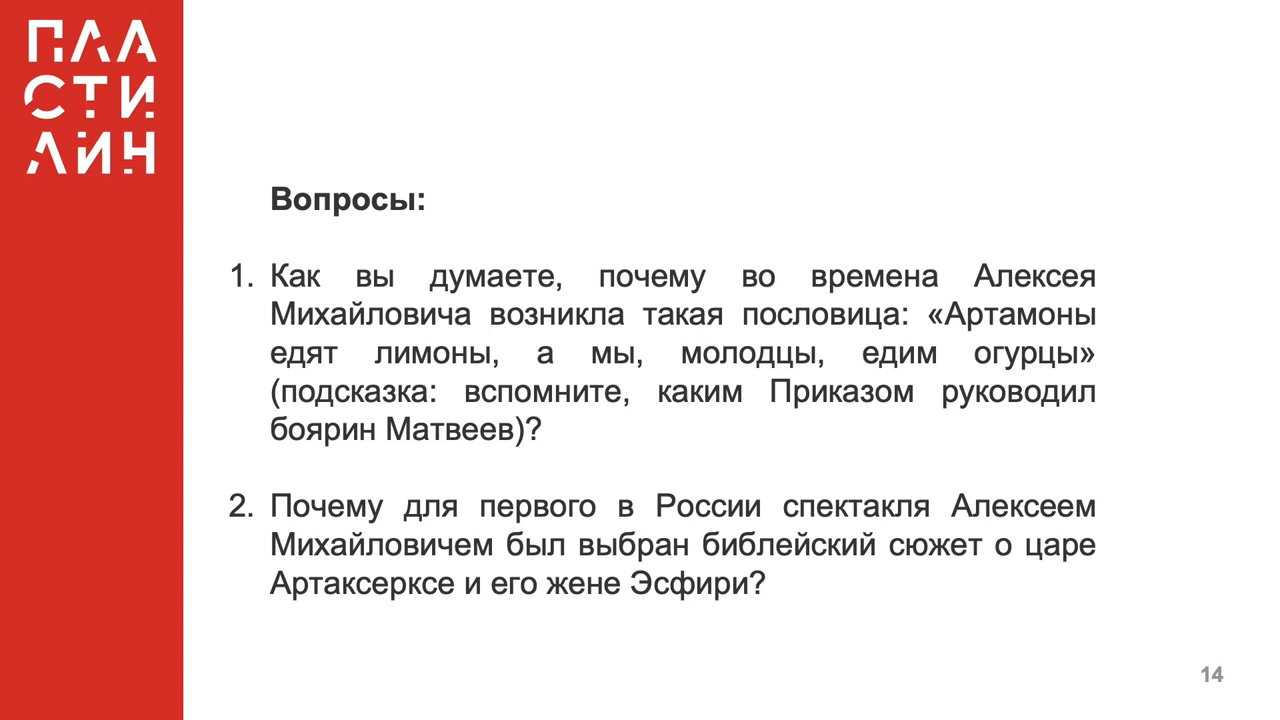 ПЛА
СТИ
ЛИН
Вопросы:
1. Как вы думаете, почему во времена Алексея
Михайловича возникла такая пословица: «Артамоны
едят лимоны, а мы, молодцы, едим огурцы»
(подсказка: вспомните, каким Приказом руководил
боярин Матвеев)?
2. Почему для первого в России спектакля Алексеем
Михайловичем был выбран библейский сюжет о царе
Артаксерксе и его жене Эсфири?
14